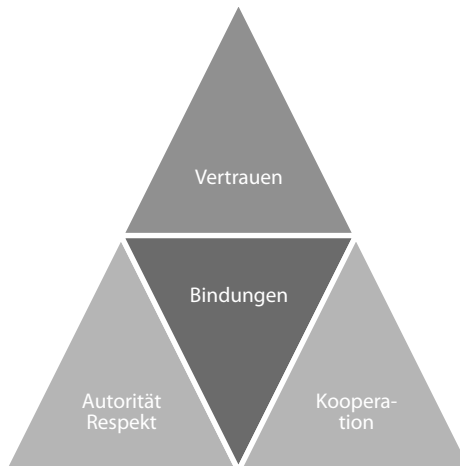 Vertrauen
Bindungen
Autorität
Respekt
Koopera-
tion